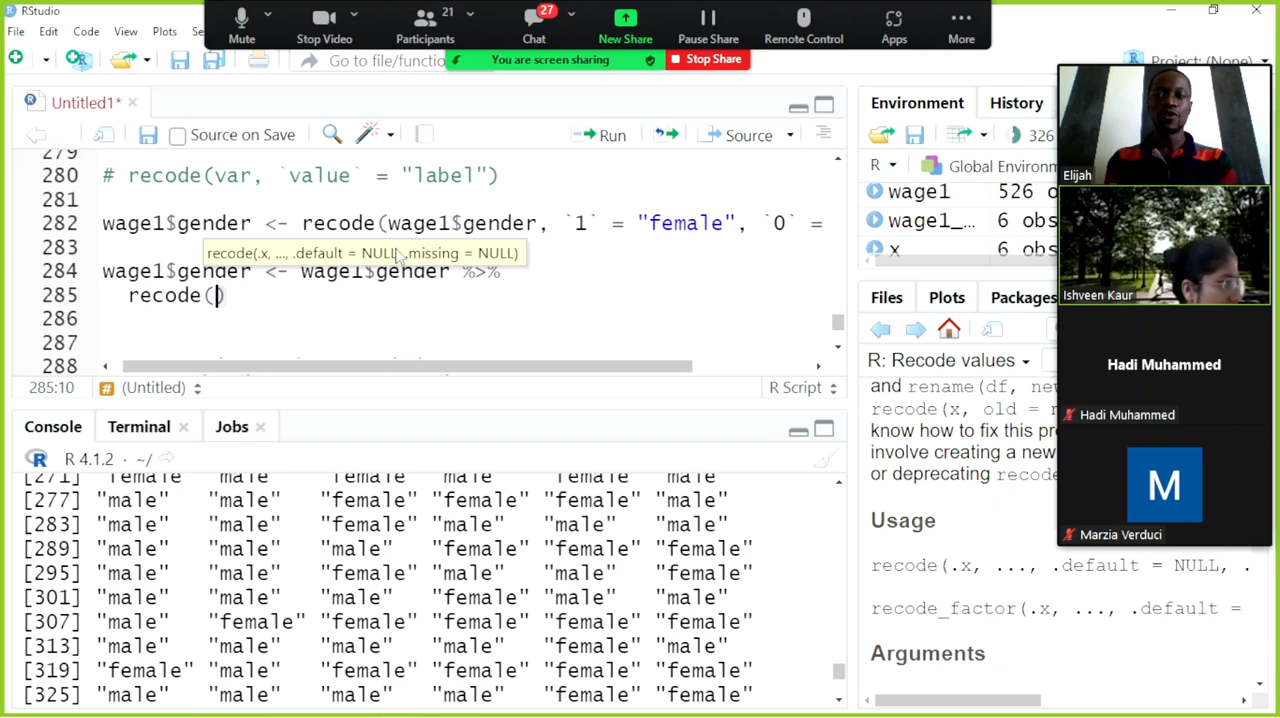 RStudio
File Edit Code View Plots
Mute
Stop Video
21
Participants
27
Chat
New Share
Pause Share
Remote Control
Apps
More
You are screen sharing
Stop Share
Go to file/functio
Project: (None)
Untitled1*
Source on Save
Run
Source
279
280 # recode(var, `value` = "label")
281
282 wage1$gender <- recode(wage1$gender, `1` = "female", `0` =
283
recode(.x, ..., .default = NULL, .missing = NULL)
284 wage1$gender <- wage1$gender %>%
285 recode()
286
287
288
285:10 (Untitled) R Script
Console Terminal Jobs
R 4.1.2 · ~/
[271] "female" "male" "female" "male" "female" "male"
[277] "male" "male" "female" "female" "female" "male"
[283] "male" "male" "female" "male" "male" "male"
[289] "male" "male" "male" "female" "male" "female"
[295] "male" "male" "female" "male" "male" "female"
[301] "male" "male" "female" "male" "male" "male"
[307] "male" "female" "male" "female" "male" "female"
[313] "male" "male" "male" "female" "male" "male"
[319] "female" "male" "female" "male" "male" "female"
[325] "male" "male" "male" "female" "female" "female"
Environment History
326
R Global Environm
wage1 526 o
wage1_... 6 obs
x 6 obs
Files Plots Packages
R: Recode values
and rename(df, new
recode(x, old = n
know how to fix this pr
involve creating a new
or deprecating recode
Usage
recode(.x, ..., .default = NULL, .
recode_factor(.x, ..., .default =
Arguments
Elijah
Ishveen Kaur
Hadi Muhammed
Hadi Muhammed
M
Marzia Verduci